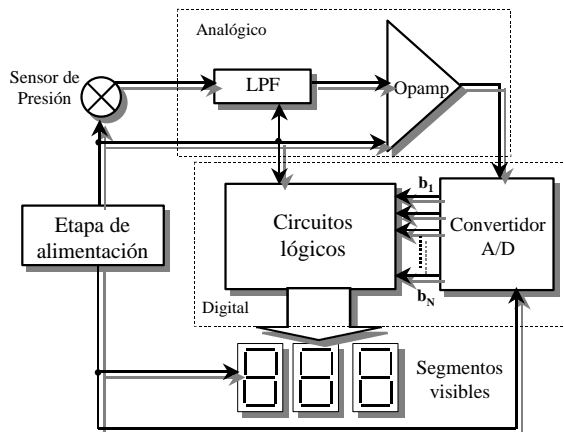 Analógico
Sensor de
Presión
LPF
Opamp
Etapa de
alimentación
Circuitos
lógicos
b1
bN
Convertidor
A/D
Digital
Segmentos
visibles